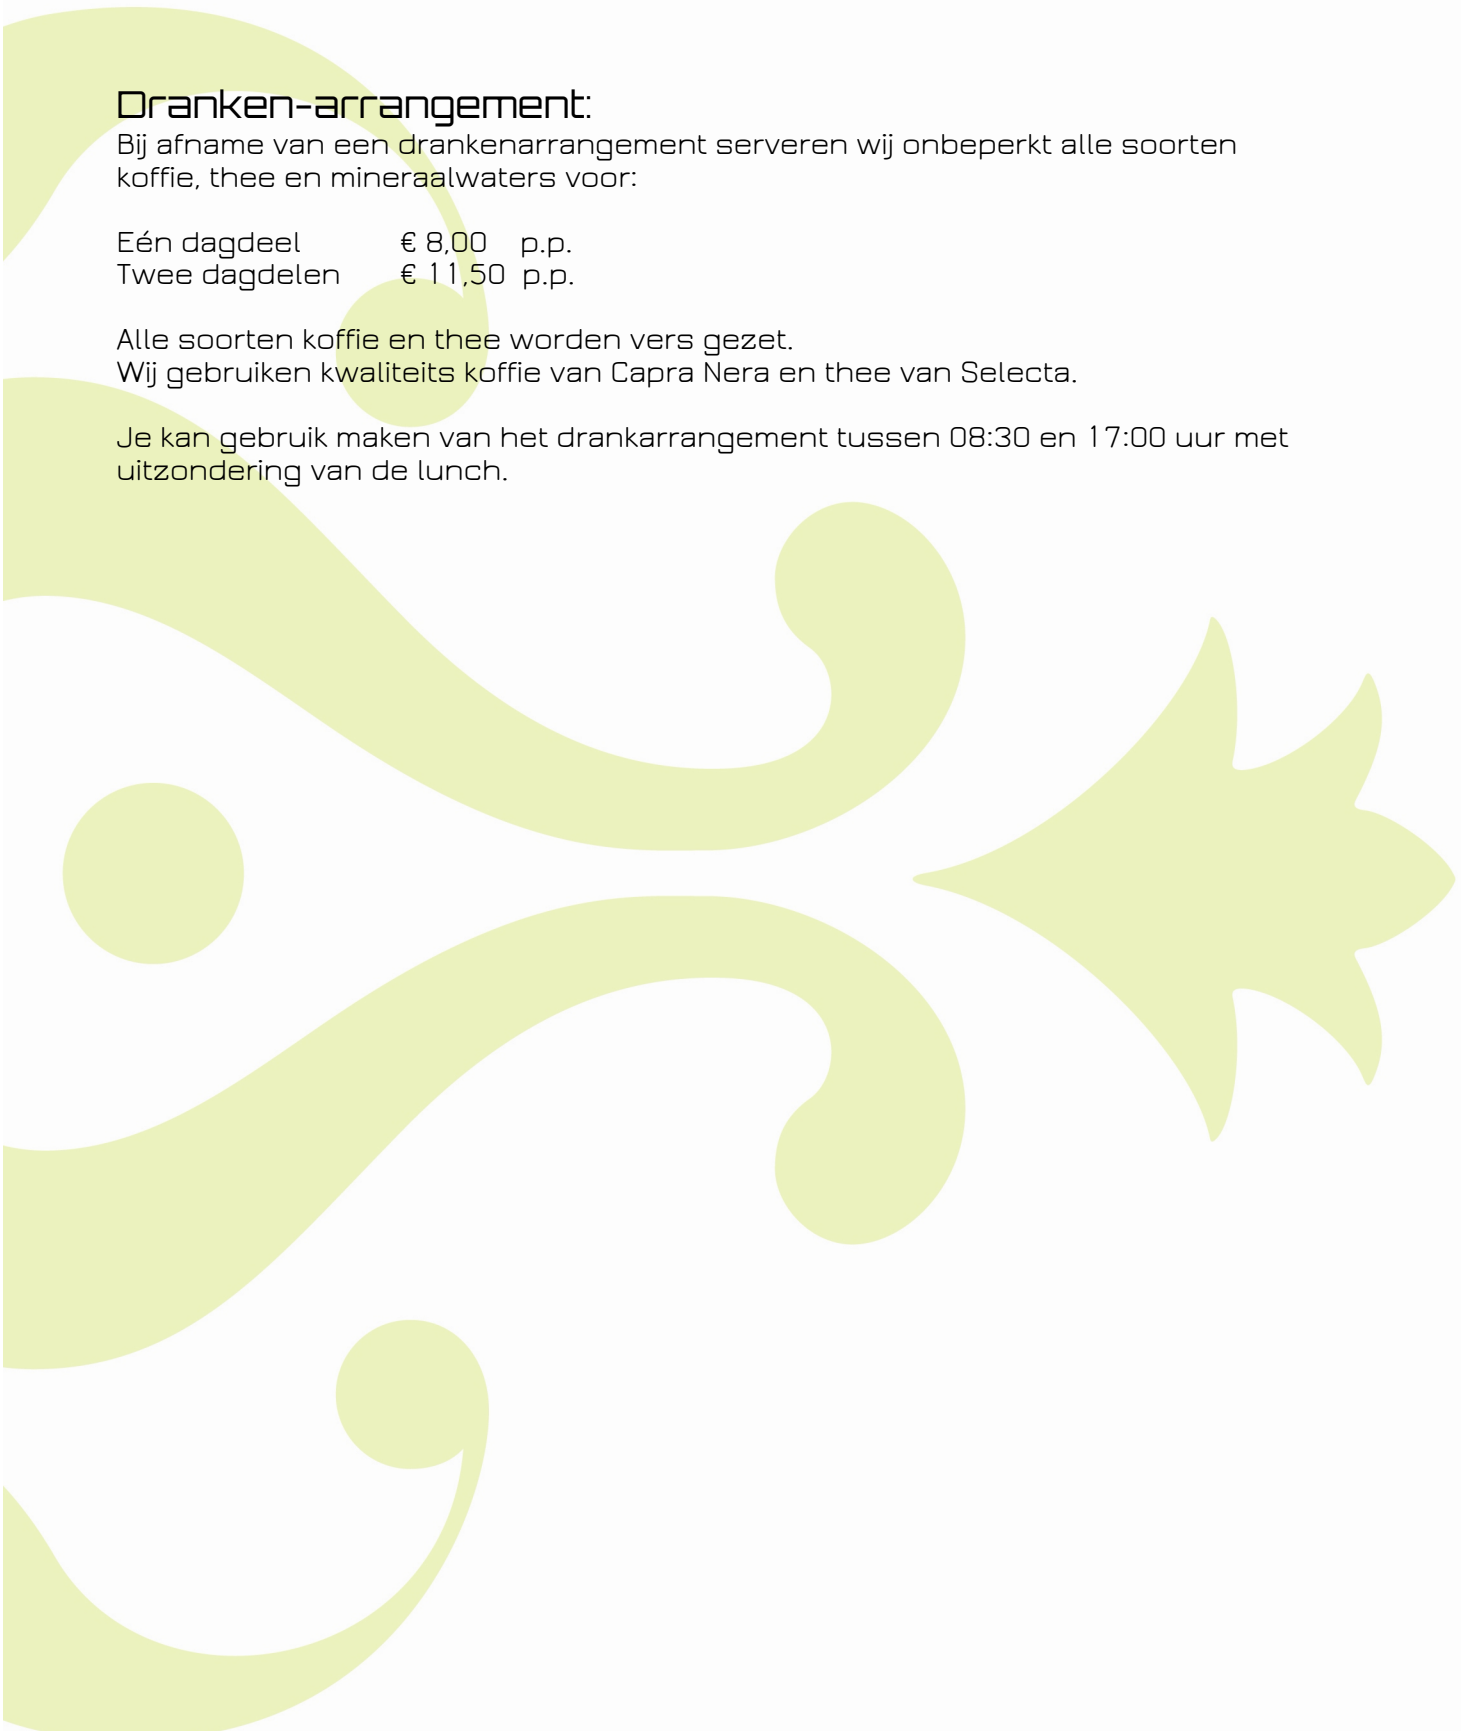 Dranken-arrangement:
Bij afname van een drankenarrangement serveren wij onbeperkt alle soorten
koffie, thee en mineraalwaters voor:
Eén dagdeel € 8,00 p.p.
Twee dagdelen € 11,50 p.p.
Alle soorten koffie en thee worden vers gezet.
Wij gebruiken kwaliteits koffie van Capra Nera en thee van Selecta.
Je kan gebruik maken van het drankarrangement tussen 08:30 en 17:00 uur met
uitzondering van de lunch.